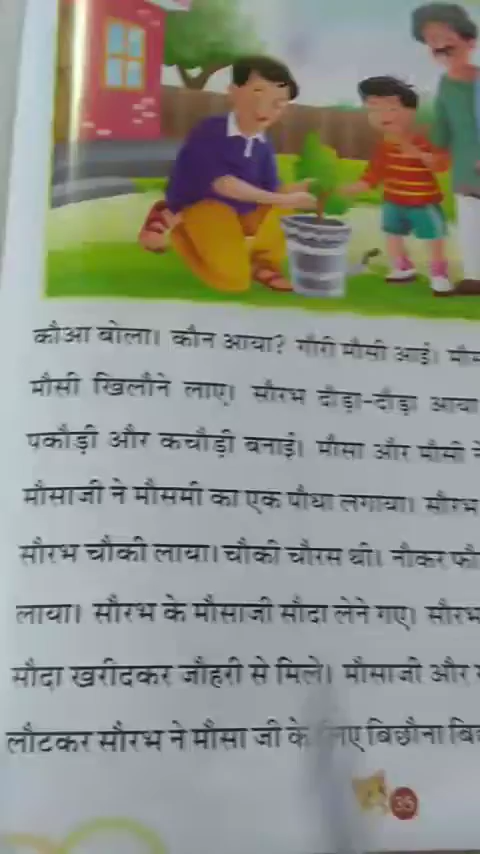 कौआ बोला। कौन आया? गौरी मौसी आई।
मौसी खिलौने लाए। सौरभ दौड़ा-दौड़ा आया
पकौड़ी और कचौड़ी बनाई। मौसा और मौसी ने
मौसाजी ने मौसमी का एक पौधा लगाया। सौरभ
सौरभ चौकी लाया। चौकी चौरस थी। नौकर
लाया। सौरभ के मौसाजी सौदा लेने गए। सौरभ
सौदा खरीदकर जौहरी से मिले। मौसाजी और
लौटकर सौरभ ने मौसा जी के लिए बिछौना
35